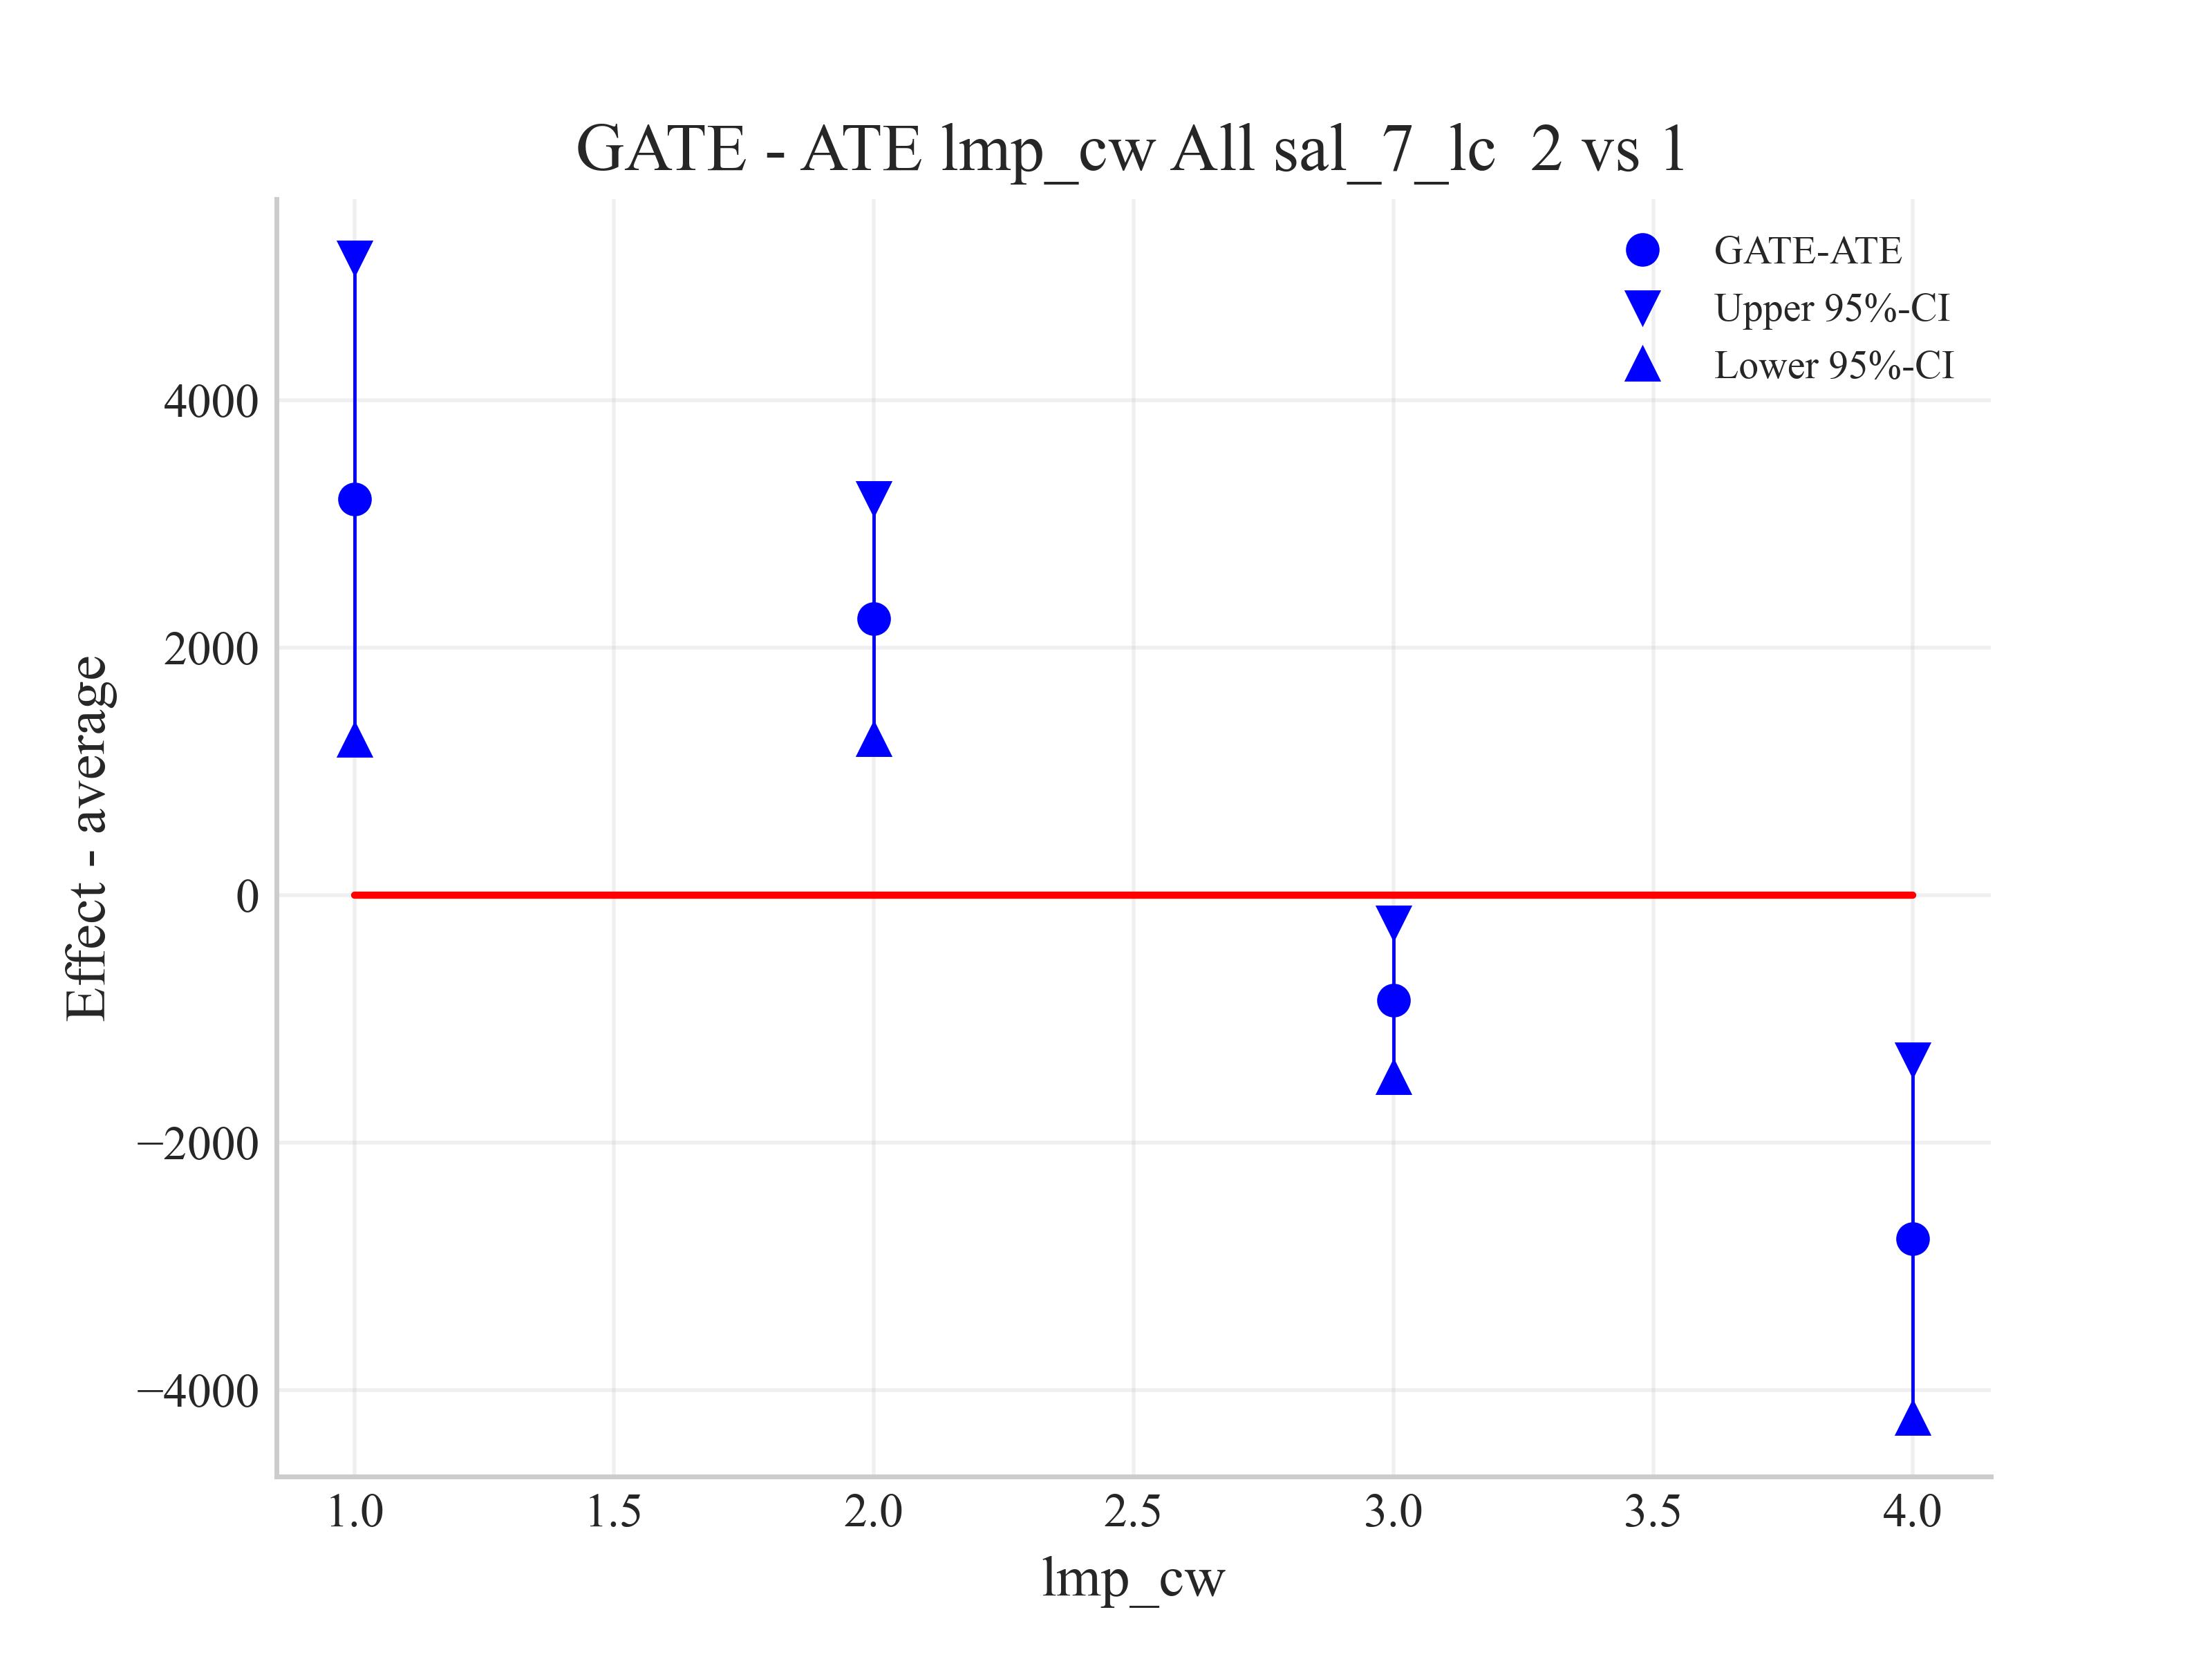 GATE - ATE lmp_cw All sal_7_lc  2 vs 1
GATE-ATE
Upper 95%-CI
Lower 95%-CI
4000
2000
0
−2000
−4000
Effect - average
1.0 1.5 2.0 2.5 3.0 3.5 4.0
lmp_cw